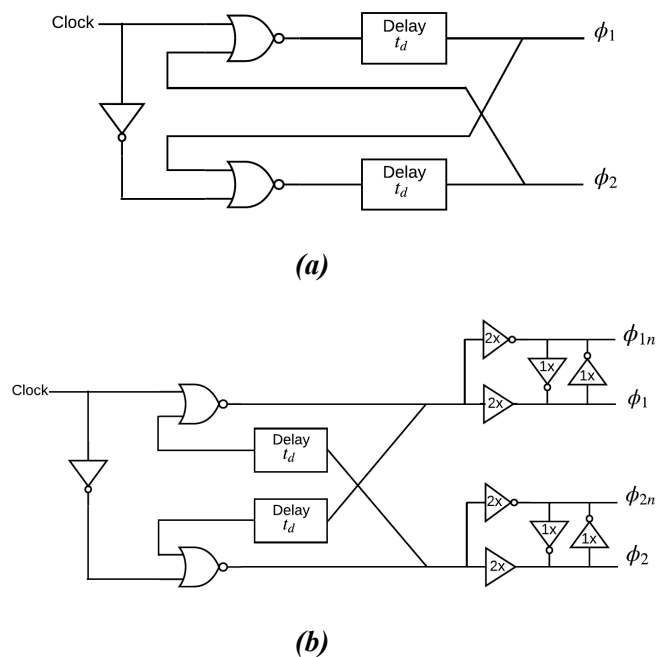 Clock
Delay
t_d
ϕ₁
Delay
t_d
ϕ₂
(a)
2x
ϕ₁ₙ
1x
1x
Clock
2x
ϕ₁
Delay
t_d
Delay
t_d
2x
ϕ₂ₙ
1x
1x
2x
ϕ₂
(b)